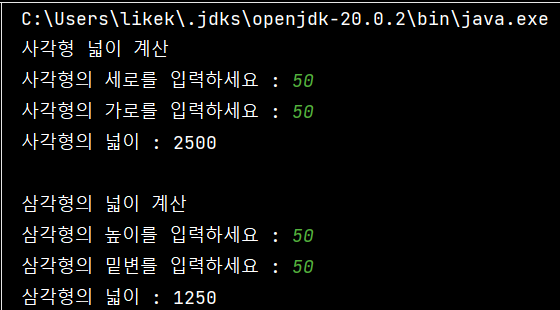 C:\Users\likek\.jdks\openjdk-20.0.2\bin\java.exe
사각형 넓이 계산
사각형의 세로를 입력하세요 : 50
사각형의 가로를 입력하세요 : 50
사각형의 넓이 : 2500
삼각형의 넓이 계산
삼각형의 높이를 입력하세요 : 50
삼각형의 밑변를 입력하세요 : 50
삼각형의 넓이 : 1250